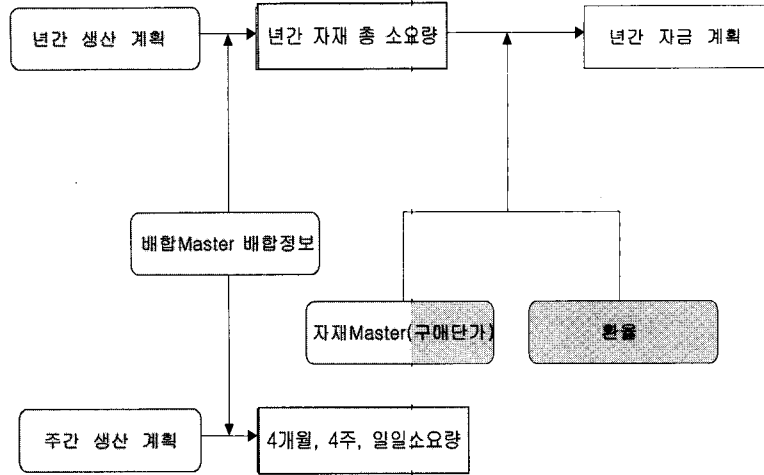 년간 생산 계획
년간 자재 총 소요량
년간 자금 계획
배합Master 배합정보
자재Master(구매단가)
환율
주간 생산 계획
4개월, 4주, 일일소요량